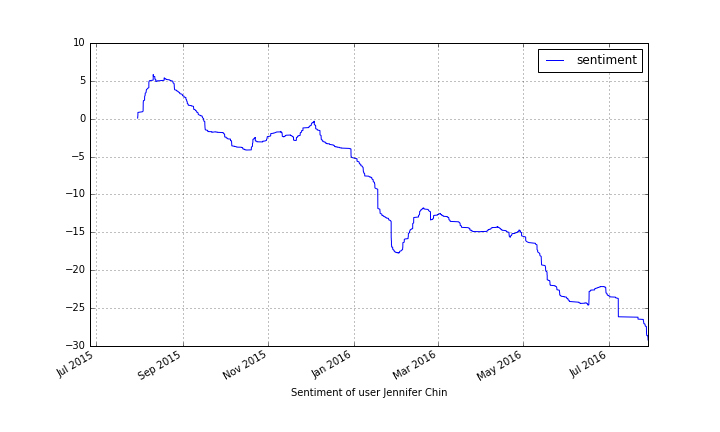 10
5
0
−5
−10
−15
−20
−25
−30
sentiment
Jul 2015
Sep 2015
Nov 2015
Jan 2016
Mar 2016
May 2016
Jul 2016
Sentiment of user Jennifer Chin